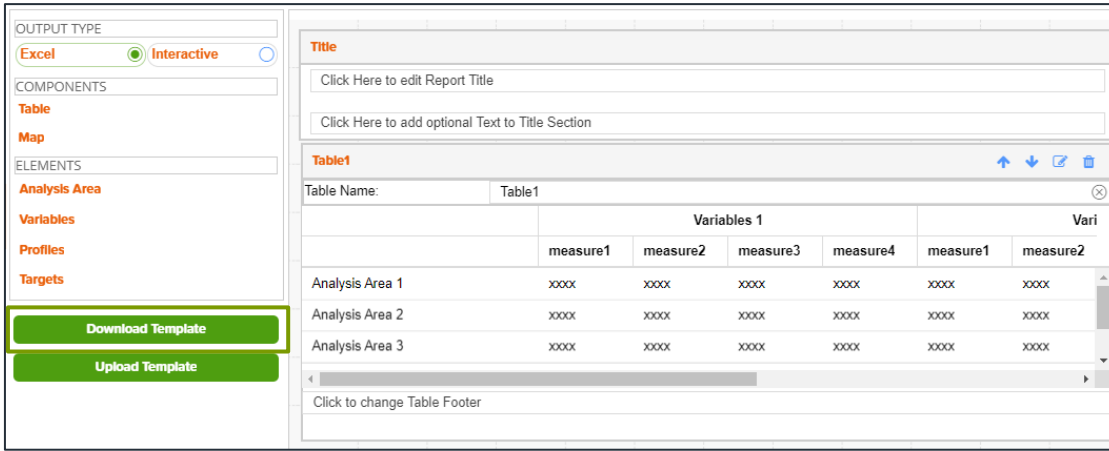 OUTPUT TYPE
Excel Interactive
COMPONENTS
Table
Map
ELEMENTS
Analysis Area
Variables
Profiles
Targets
Download Template
Upload Template
Title
Click Here to edit Report Title
Click Here to add optional Text to Title Section
Table1
Table Name: Table1
Variables 1 Vari
measure1 measure2 measure3 measure4 measure1 measure2
Analysis Area 1 xxxx xxxx xxxx xxxx xxxx xxxx
Analysis Area 2 xxxx xxxx xxxx xxxx xxxx xxxx
Analysis Area 3 xxxx xxxx xxxx xxxx xxxx xxxx
Click to change Table Footer